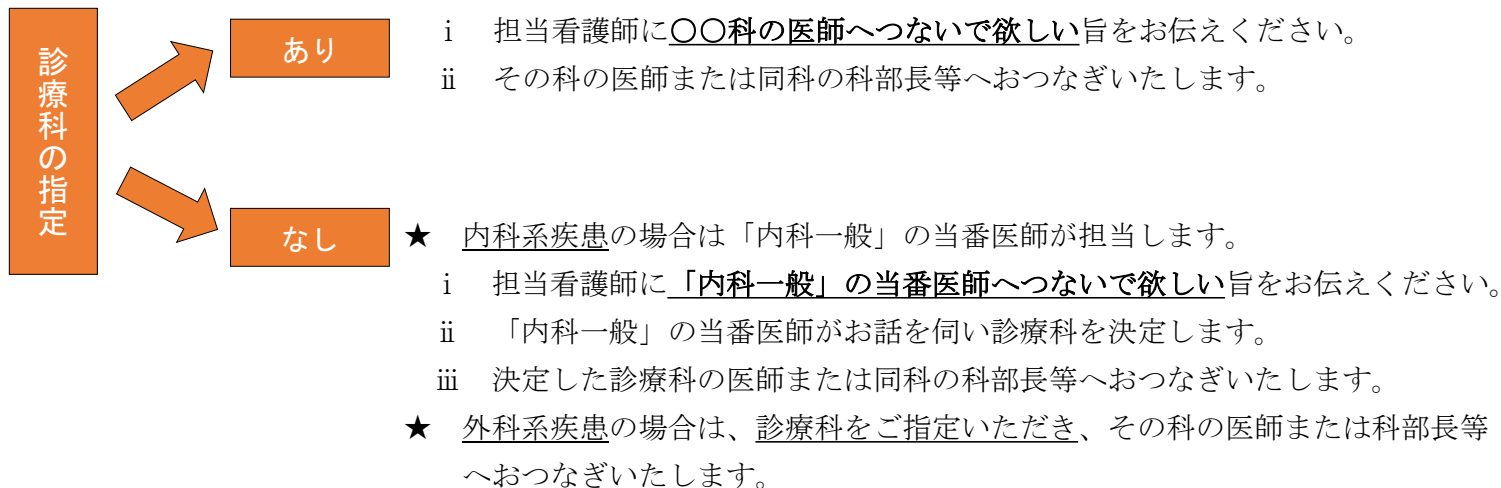 診療科の指定
あり
ⅰ 担当看護師に〇〇科の医師へつないで欲しい旨をお伝えください。
ⅱ その科の医師または同科の科部長等へおつなぎいたします。
なし
★ 内科系疾患の場合は「内科一般」の当番医師が担当します。
ⅰ 担当看護師に「内科一般」の当番医師へつないで欲しい旨をお伝えください。
ⅱ 「内科一般」の当番医師がお話を伺い診療科を決定します。
ⅲ 決定した診療科の医師または同科の科部長等へおつなぎいたします。
★ 外科系疾患の場合は、診療科をご指定いただき、その科の医師または科部長等
へおつなぎいたします。